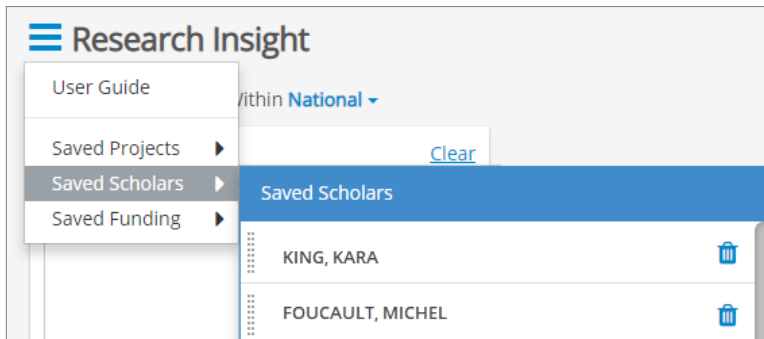 Research Insight
User Guide
Within National
Saved Projects
Clear
Saved Scholars
Saved Funding
Saved Scholars
KING, KARA
FOUCAULT, MICHEL